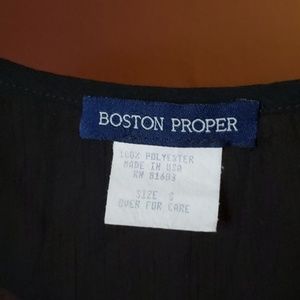 BOSTON PROPER
100% POLYESTER
MADE IN USA
RN 81603
SIZE S
OVER FOR CARE